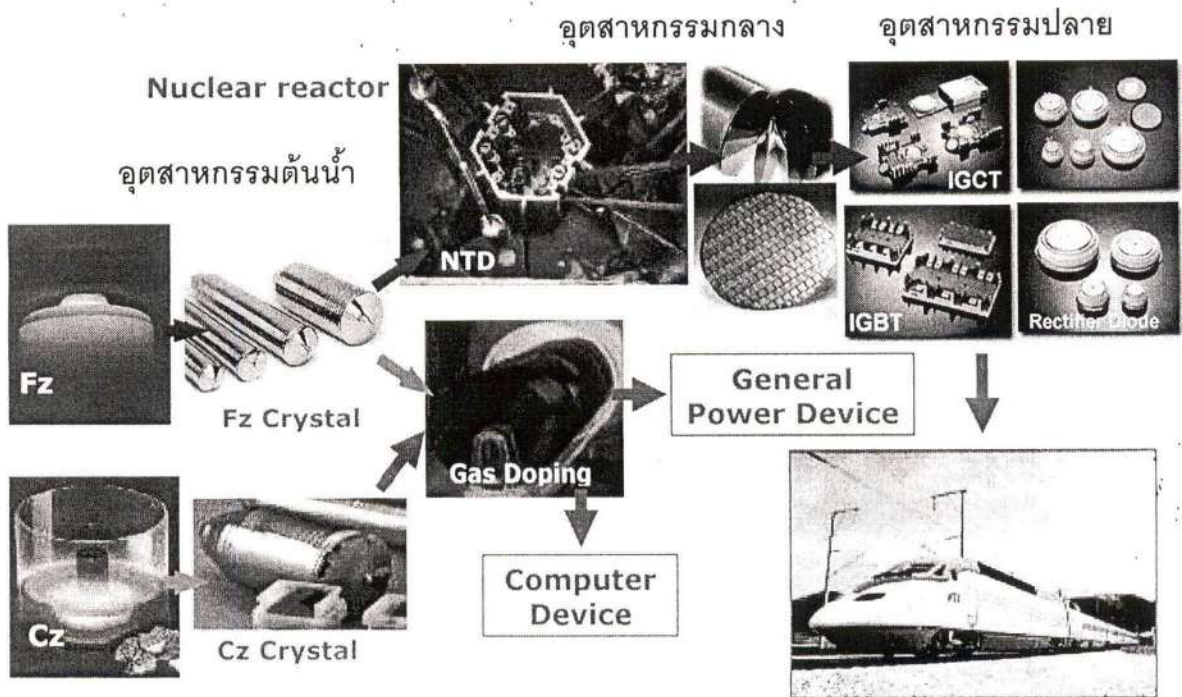 อุตสาหกรรมกลาง
อุตสาหกรรมปลาย
Nuclear reactor
อุตสาหกรรมต้นน้ำ
NTD
IGCT
IGBT
Rectifier Diode
Fz
Fz Crystal
Gas Doping
General
Power Device
Cz
Cz Crystal
Computer
Device